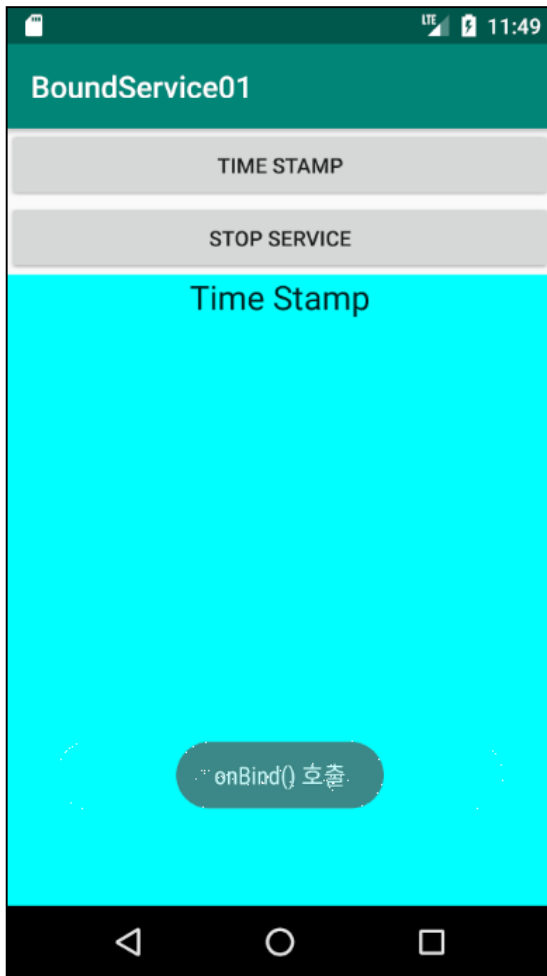 LTE 11:49
BoundService01
TIME STAMP
STOP SERVICE
Time Stamp
onBind() 호출